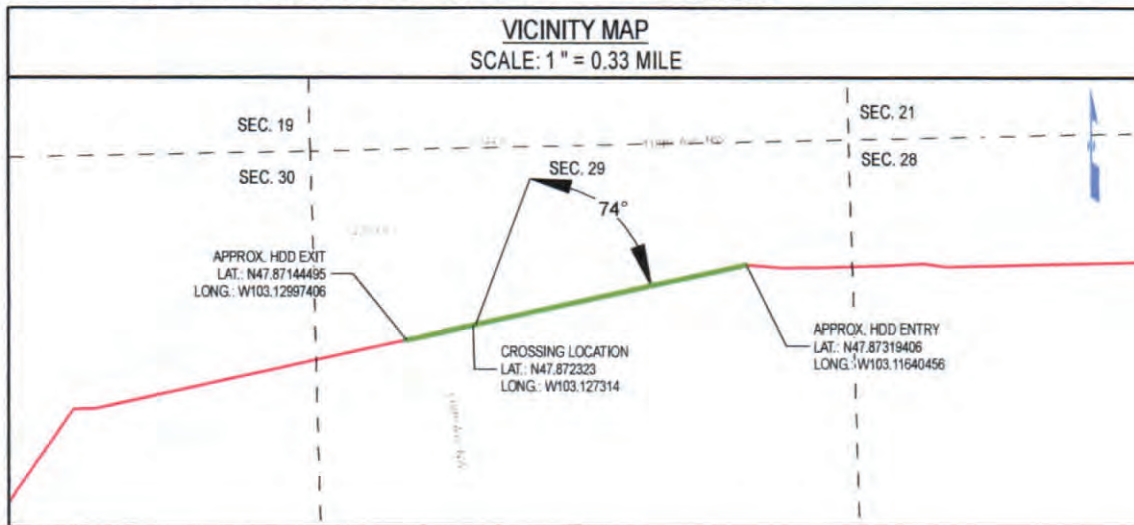 VICINITY MAP
SCALE: 1 " = 0.33 MILE
SEC. 19
SEC. 21
SEC. 30
SEC. 29
SEC. 28
74°
APPROX. HDD EXIT
LAT.: N47.87144495
LONG.: W103.12997406
CROSSING LOCATION
LAT.: N47.872323
LONG.: W103.127314
APPROX. HDD ENTRY
LAT.: N47.87319406
LONG.: W103.11640456